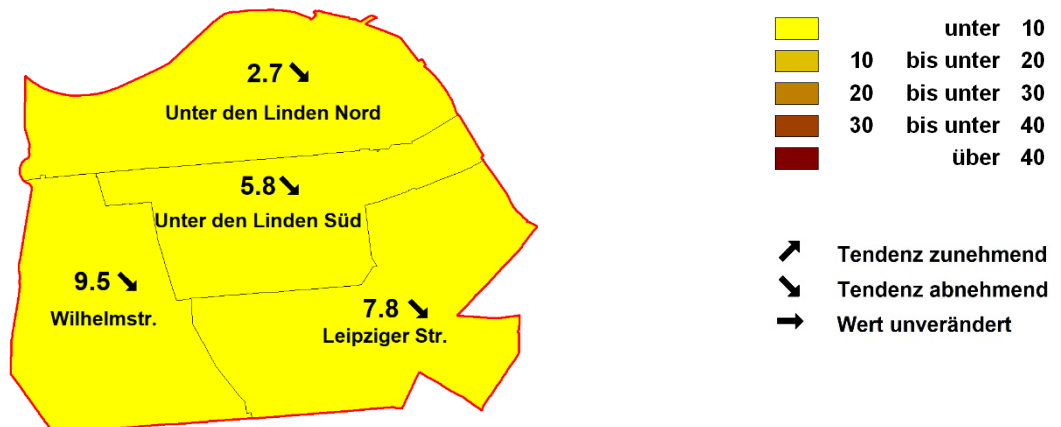 2.7 ↘
Unter den Linden Nord
5.8 ↘
Unter den Linden Süd
9.5 ↘
Wilhelmstr.
7.8 ↘
Leipziger Str.
unter 10
10 bis unter 20
20 bis unter 30
30 bis unter 40
über 40
↗ Tendenz zunehmend
↘ Tendenz abnehmend
→ Wert unverändert